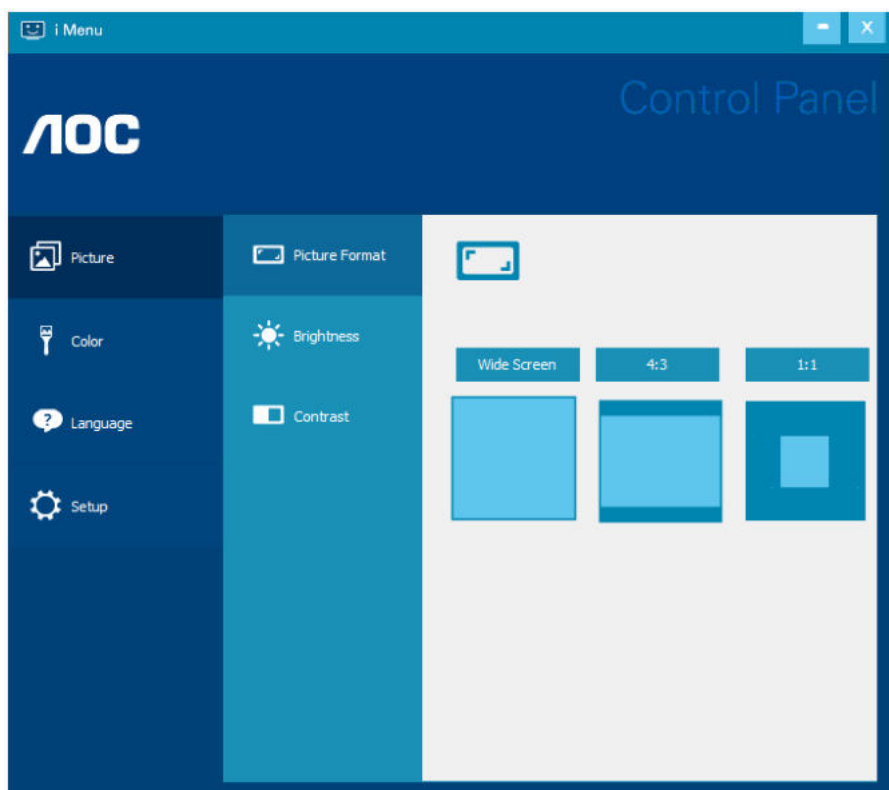 i Menu
- X
Control Panel
AOC
Picture
Color
Language
Setup
Picture Format
Brightness
Contrast
Wide Screen
4:3
1:1